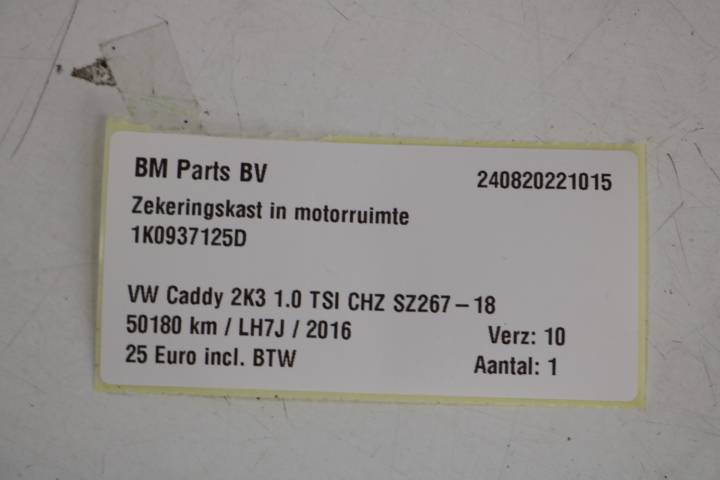 BM Parts BV 240820221015
Zekeringskast in motorruimte
1K0937125D
VW Caddy 2K3 1.0 TSI CHZ SZ267-18
50180 km / LH7J / 2016 Verz: 10
25 Euro incl. BTW Aantal: 1